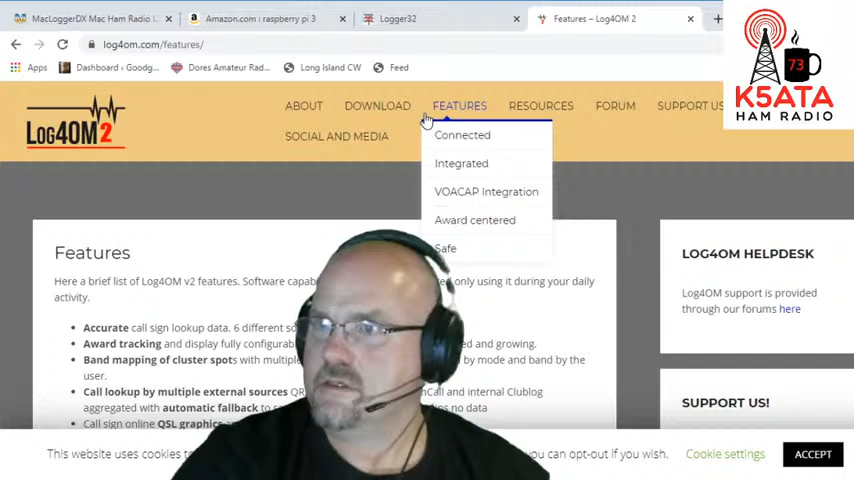 MacLoggerDX Mac Ham Radio L
Amazon.com : raspberry pi 3
Logger32
Features – Log4OM 2
log4om.com/features/
Apps
Dashboard ‹ Goodg...
Dores Amateur Rad...
Long Island CW
Feed
73
K5ATA
HAM RADIO
LOG4OM2
ABOUT
DOWNLOAD
FEATURES
RESOURCES
FORUM
SUPPORT US
SOCIAL AND MEDIA
Connected
Integrated
VOACAP Integration
Award centered
Safe
Features
Here a brief list of Log4OM v2 features. Software capab only using it during your daily
activity.
Accurate call sign lookup data. 6 different
Award tracking and display fully and growing.
Band mapping of cluster spots with multiple by mode and band by the
user.
Call lookup by multiple external sources and internal Clublog
aggregated with automatic fallback to no data
Call sign online QSL graphics
LOG4OM HELPDESK
Log4OM support is provided
through our forums here
SUPPORT US!
This website uses cookies you can opt-out if you wish.
Cookie settings
ACCEPT